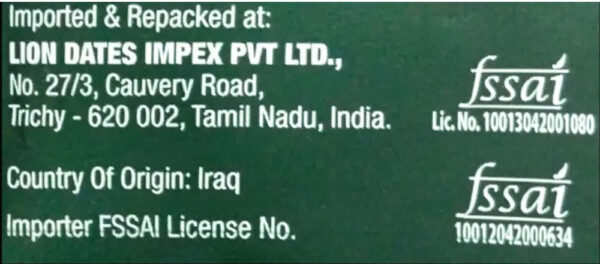 Imported & Repacked at:
LION DATES IMPEX PVT LTD.,
No. 27/3, Cauvery Road,
Trichy - 620 002, Tamil Nadu, India.
fssai
Lic. No. 10013042001080
Country Of Origin: Iraq
Importer FSSAI License No.
fssai
10012042000634